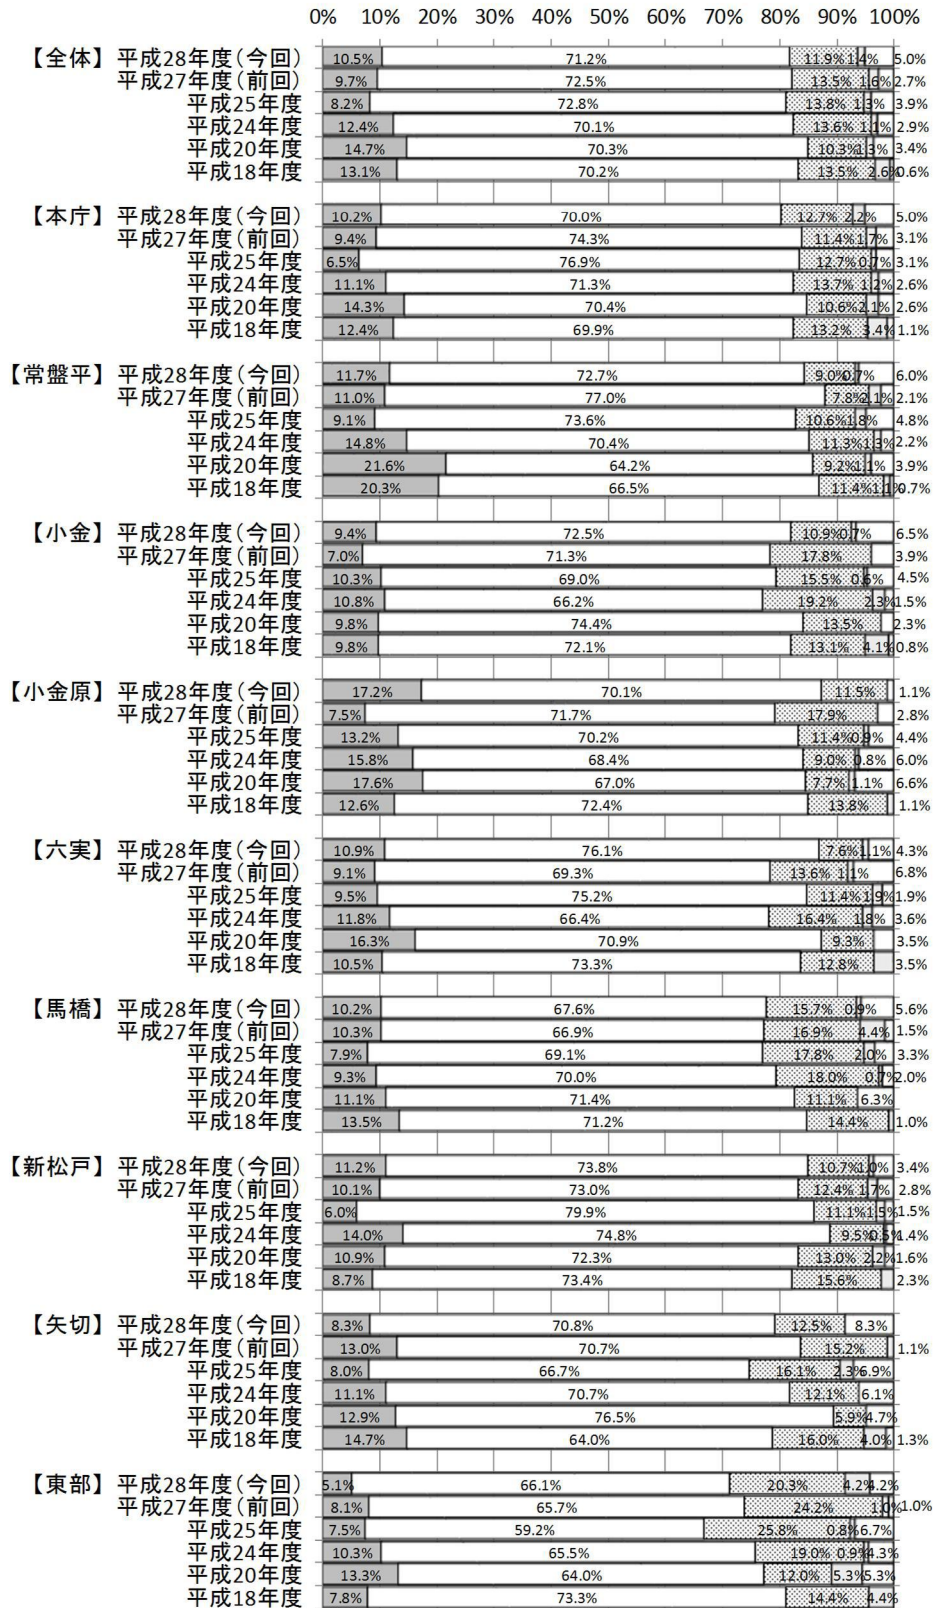 0% 10% 20% 30% 40% 50% 60% 70% 80% 90% 100%
【全体】平成28年度(今回) 10.5% 71.2% 11.9% 1.4% 5.0%
平成27年度(前回) 9.7% 72.5% 13.5% 1.6% 2.7%
平成25年度 8.2% 72.8% 13.8% 1.3% 3.9%
平成24年度 12.4% 70.1% 13.6% 1.1% 2.9%
平成20年度 14.7% 70.3% 10.3% 1.3% 3.4%
平成18年度 13.1% 70.2% 13.5% 2.6% 0.6%
【本庁】平成28年度(今回) 10.2% 70.0% 12.7% 2.2% 5.0%
平成27年度(前回) 9.4% 74.3% 11.4% 1.7% 3.1%
平成25年度 6.5% 76.9% 12.7% 0.7% 3.1%
平成24年度 11.1% 71.3% 13.7% 1.2% 2.6%
平成20年度 14.3% 70.4% 10.6% 2.1% 2.6%
平成18年度 12.4% 69.9% 13.2% 3.4% 1.1%
【常盤平】平成28年度(今回) 11.7% 72.7% 9.0% 0.7% 6.0%
平成27年度(前回) 11.0% 77.0% 7.8% 2.1% 2.1%
平成25年度 9.1% 73.6% 10.6% 1.8% 4.8%
平成24年度 14.8% 70.4% 11.3% 1.3% 2.2%
平成20年度 21.6% 64.2% 9.2% 1.1% 3.9%
平成18年度 20.3% 66.5% 11.4% 1.1% 0.7%
【小金】平成28年度(今回) 9.4% 72.5% 10.9% 0.7% 6.5%
平成27年度(前回) 7.0% 71.3% 17.8% 3.9%
平成25年度 10.3% 69.0% 15.5% 0.6% 4.5%
平成24年度 10.8% 66.2% 19.2% 2.3% 1.5%
平成20年度 9.8% 74.4% 13.5% 2.3%
平成18年度 9.8% 72.1% 13.1% 4.1% 0.8%
【小金原】平成28年度(今回) 17.2% 70.1% 11.5% 1.1%
平成27年度(前回) 7.5% 71.7% 17.9% 2.8%
平成25年度 13.2% 70.2% 11.4% 0.9% 4.4%
平成24年度 15.8% 68.4% 9.0% 0.8% 6.0%
平成20年度 17.6% 67.0% 7.7% 1.1% 6.6%
平成18年度 12.6% 72.4% 13.8% 1.1%
【六実】平成28年度(今回) 10.9% 76.1% 7.6% 1.1% 4.3%
平成27年度(前回) 9.1% 69.3% 13.6% 1.1% 6.8%
平成25年度 9.5% 75.2% 11.4% 1.9% 1.9%
平成24年度 11.8% 66.4% 16.4% 1.8% 3.6%
平成20年度 16.3% 70.9% 9.3% 3.5%
平成18年度 10.5% 73.3% 12.8% 3.5%
【馬橋】平成28年度(今回) 10.2% 67.6% 15.7% 0.9% 5.6%
平成27年度(前回) 10.3% 66.9% 16.9% 4.4% 1.5%
平成25年度 7.9% 69.1% 17.8% 2.0% 3.3%
平成24年度 9.3% 70.0% 18.0% 0.7% 2.0%
平成20年度 11.1% 71.4% 11.1% 6.3%
平成18年度 13.5% 71.2% 14.4% 1.0%
【新松戸】平成28年度(今回) 11.2% 73.8% 10.7% 1.0% 3.4%
平成27年度(前回) 10.1% 73.0% 12.4% 1.7% 2.8%
平成25年度 6.0% 79.9% 11.1% 1.5% 1.5%
平成24年度 14.0% 74.8% 9.5% 0.5% 1.4%
平成20年度 10.9% 72.3% 13.0% 2.2% 1.6%
平成18年度 8.7% 73.4% 15.6% 2.3%
【矢切】平成28年度(今回) 8.3% 70.8% 12.5% 8.3%
平成27年度(前回) 13.0% 70.7% 15.2% 1.1%
平成25年度 8.0% 66.7% 16.1% 2.3% 6.9%
平成24年度 11.1% 70.7% 12.1% 6.1%
平成20年度 12.9% 76.5% 5.9% 4.7%
平成18年度 14.7% 64.0% 16.0% 4.0% 1.3%
【東部】平成28年度(今回) 5.1% 66.1% 20.3% 4.2% 4.2%
平成27年度(前回) 8.1% 65.7% 24.2% 1.0% 1.0%
平成25年度 7.5% 59.2% 25.8% 0.8% 6.7%
平成24年度 10.3% 65.5% 19.0% 0.9% 4.3%
平成20年度 13.3% 64.0% 12.0% 5.3% 5.3%
平成18年度 7.8% 73.3% 14.4% 4.4%